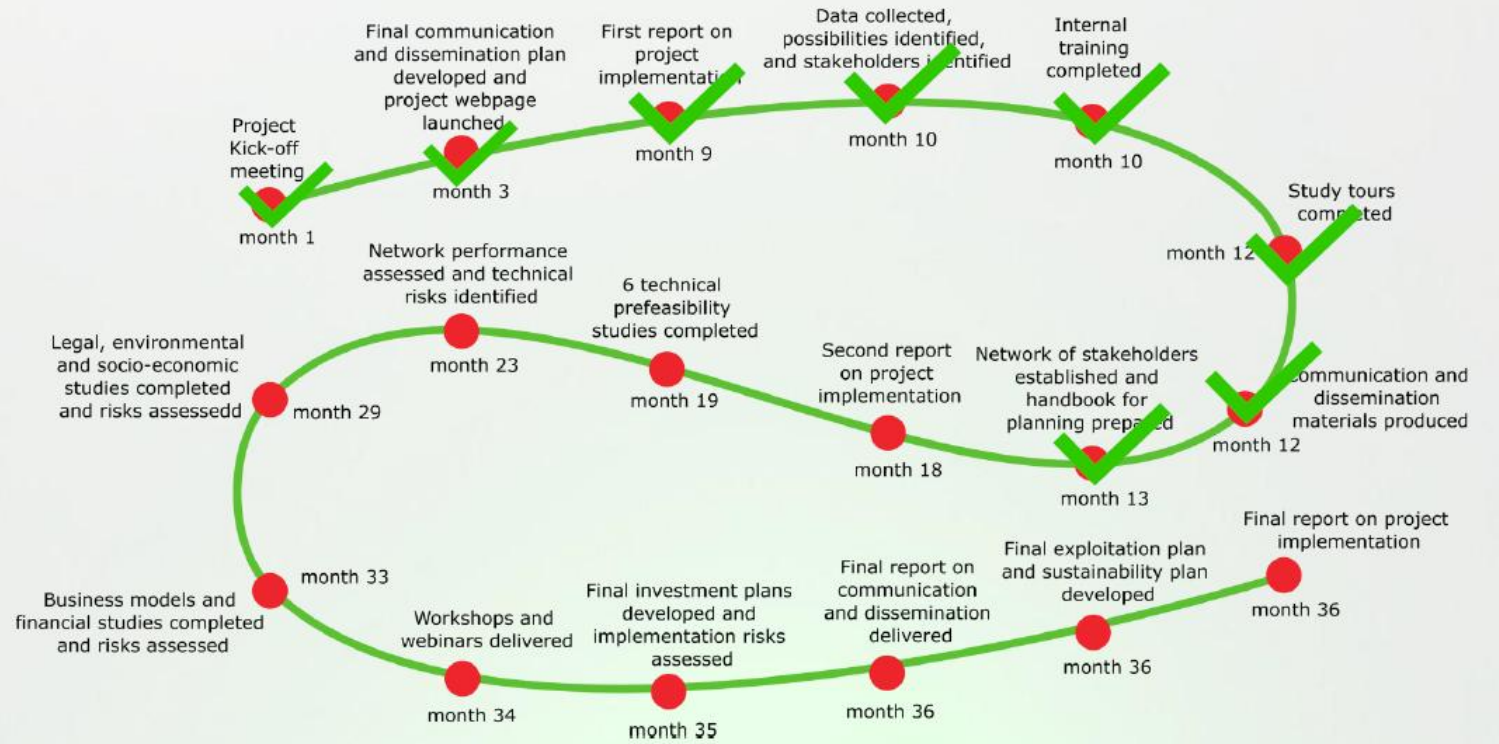 Project
Kick-off
meeting
month 1
Final communication
and dissemination plan
developed and
project webpage
launched
month 3
First report on
project
implementation
month 9
Data collected,
possibilities identified,
and stakeholders identified
month 10
Internal
training
completed
month 10
Study tours
completed
month 12
Communication and
dissemination
materials produced
month 12
Network of stakeholders
established and
handbook for
planning prepared
month 13
Second report
on project
implementation
month 18
6 technical
prefeasibility
studies completed
month 19
Network performance
assessed and technical
risks identified
month 23
Legal, environmental
and socio-economic
studies completed
and risks assessedd
month 29
month 33
Business models and
financial studies completed
and risks assessed
Workshops and
webinars delivered
month 34
Final investment plans
developed and
implementation risks
assessed
month 35
Final report on
communication
and dissemination
delivered
month 36
Final exploitation plan
and sustainability plan
developed
month 36
Final report on project
implementation
month 36